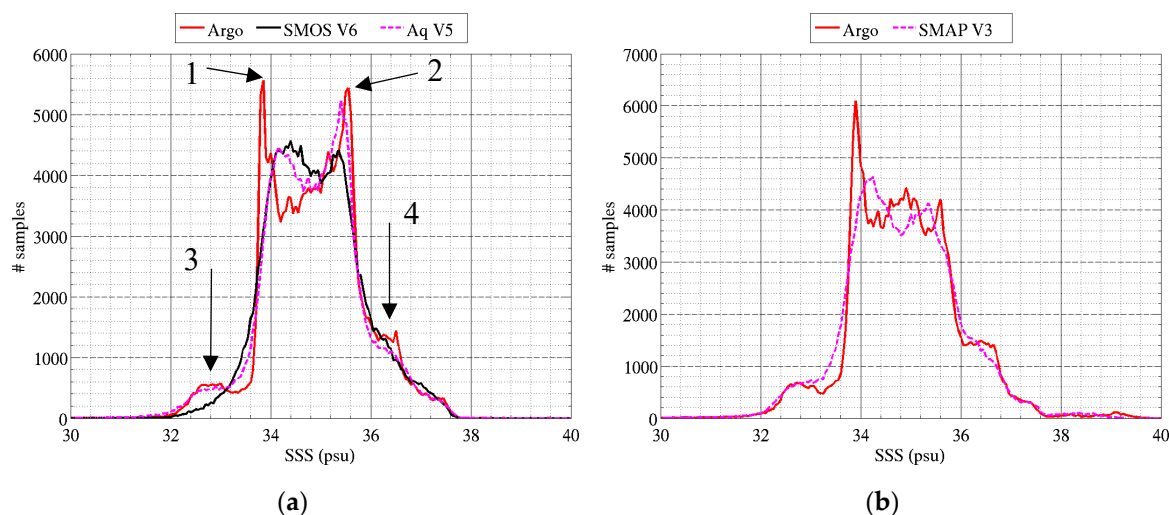 Argo SMOS V6 Aq V5
6000
5000
4000
3000
2000
1000
0
# samples
30 32 34 36 38 40
SSS (psu)
1
2
3
4
(a)
Argo SMAP V3
7000
6000
5000
4000
3000
2000
1000
0
# samples
30 32 34 36 38 40
SSS (psu)
(b)